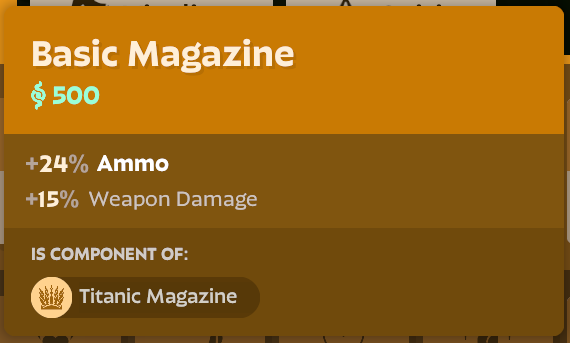 Basic Magazine
500
+24% Ammo
+15% Weapon Damage
IS COMPONENT OF:
Titanic Magazine